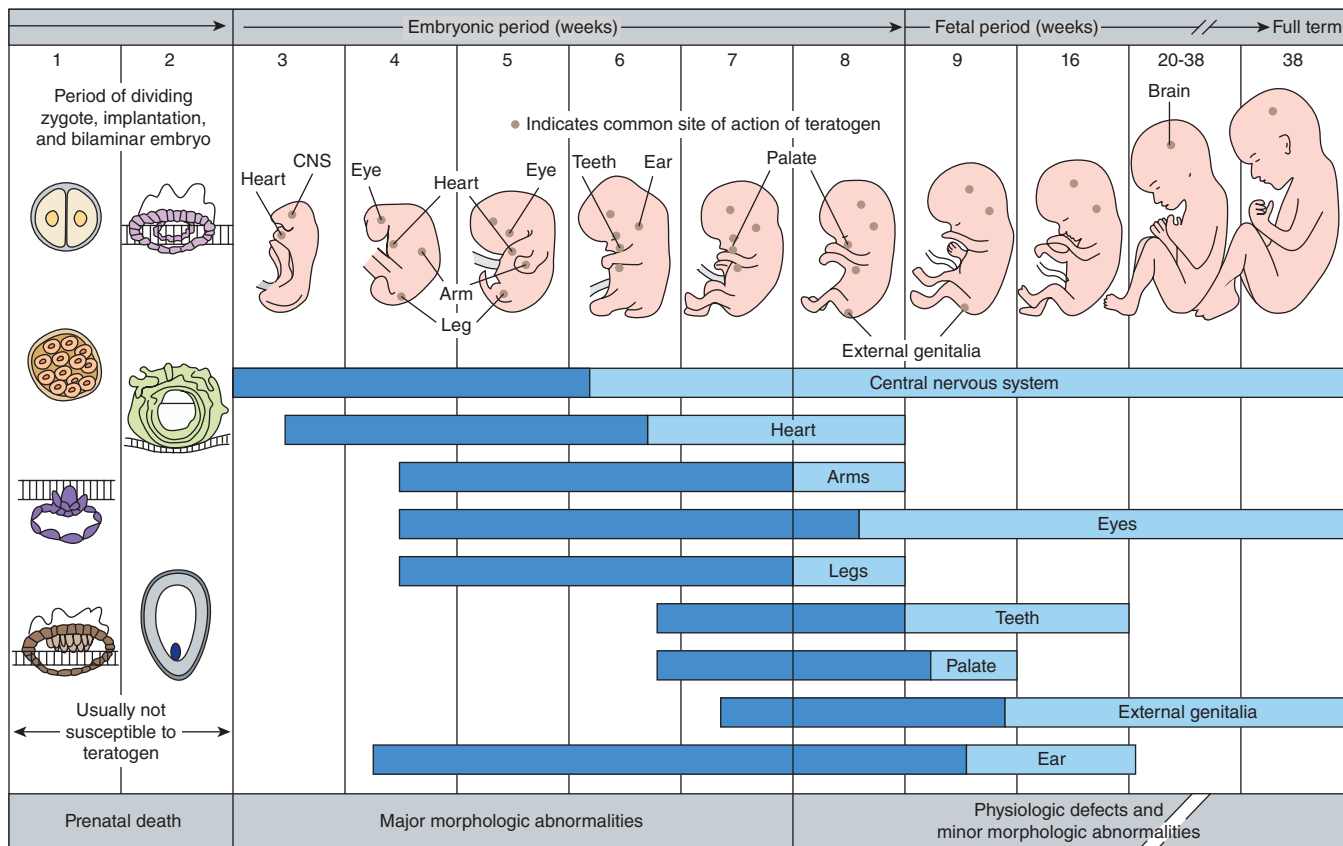 Embryonic period (weeks)
Fetal period (weeks)
Full term
1 2 3 4 5 6 7 8 9 16 20-38 38
Period of dividing
zygote, implantation,
and bilaminar embryo
Indicates common site of action of teratogen
Brain
CNS
Heart
Eye
Heart
Eye
Teeth
Ear
Palate
Arm
Leg
External genitalia
Central nervous system
Heart
Arms
Eyes
Legs
Teeth
Palate
External genitalia
Ear
Usually not
susceptible to
teratogen
Prenatal death
Major morphologic abnormalities
Physiologic defects and
minor morphologic abnormalities